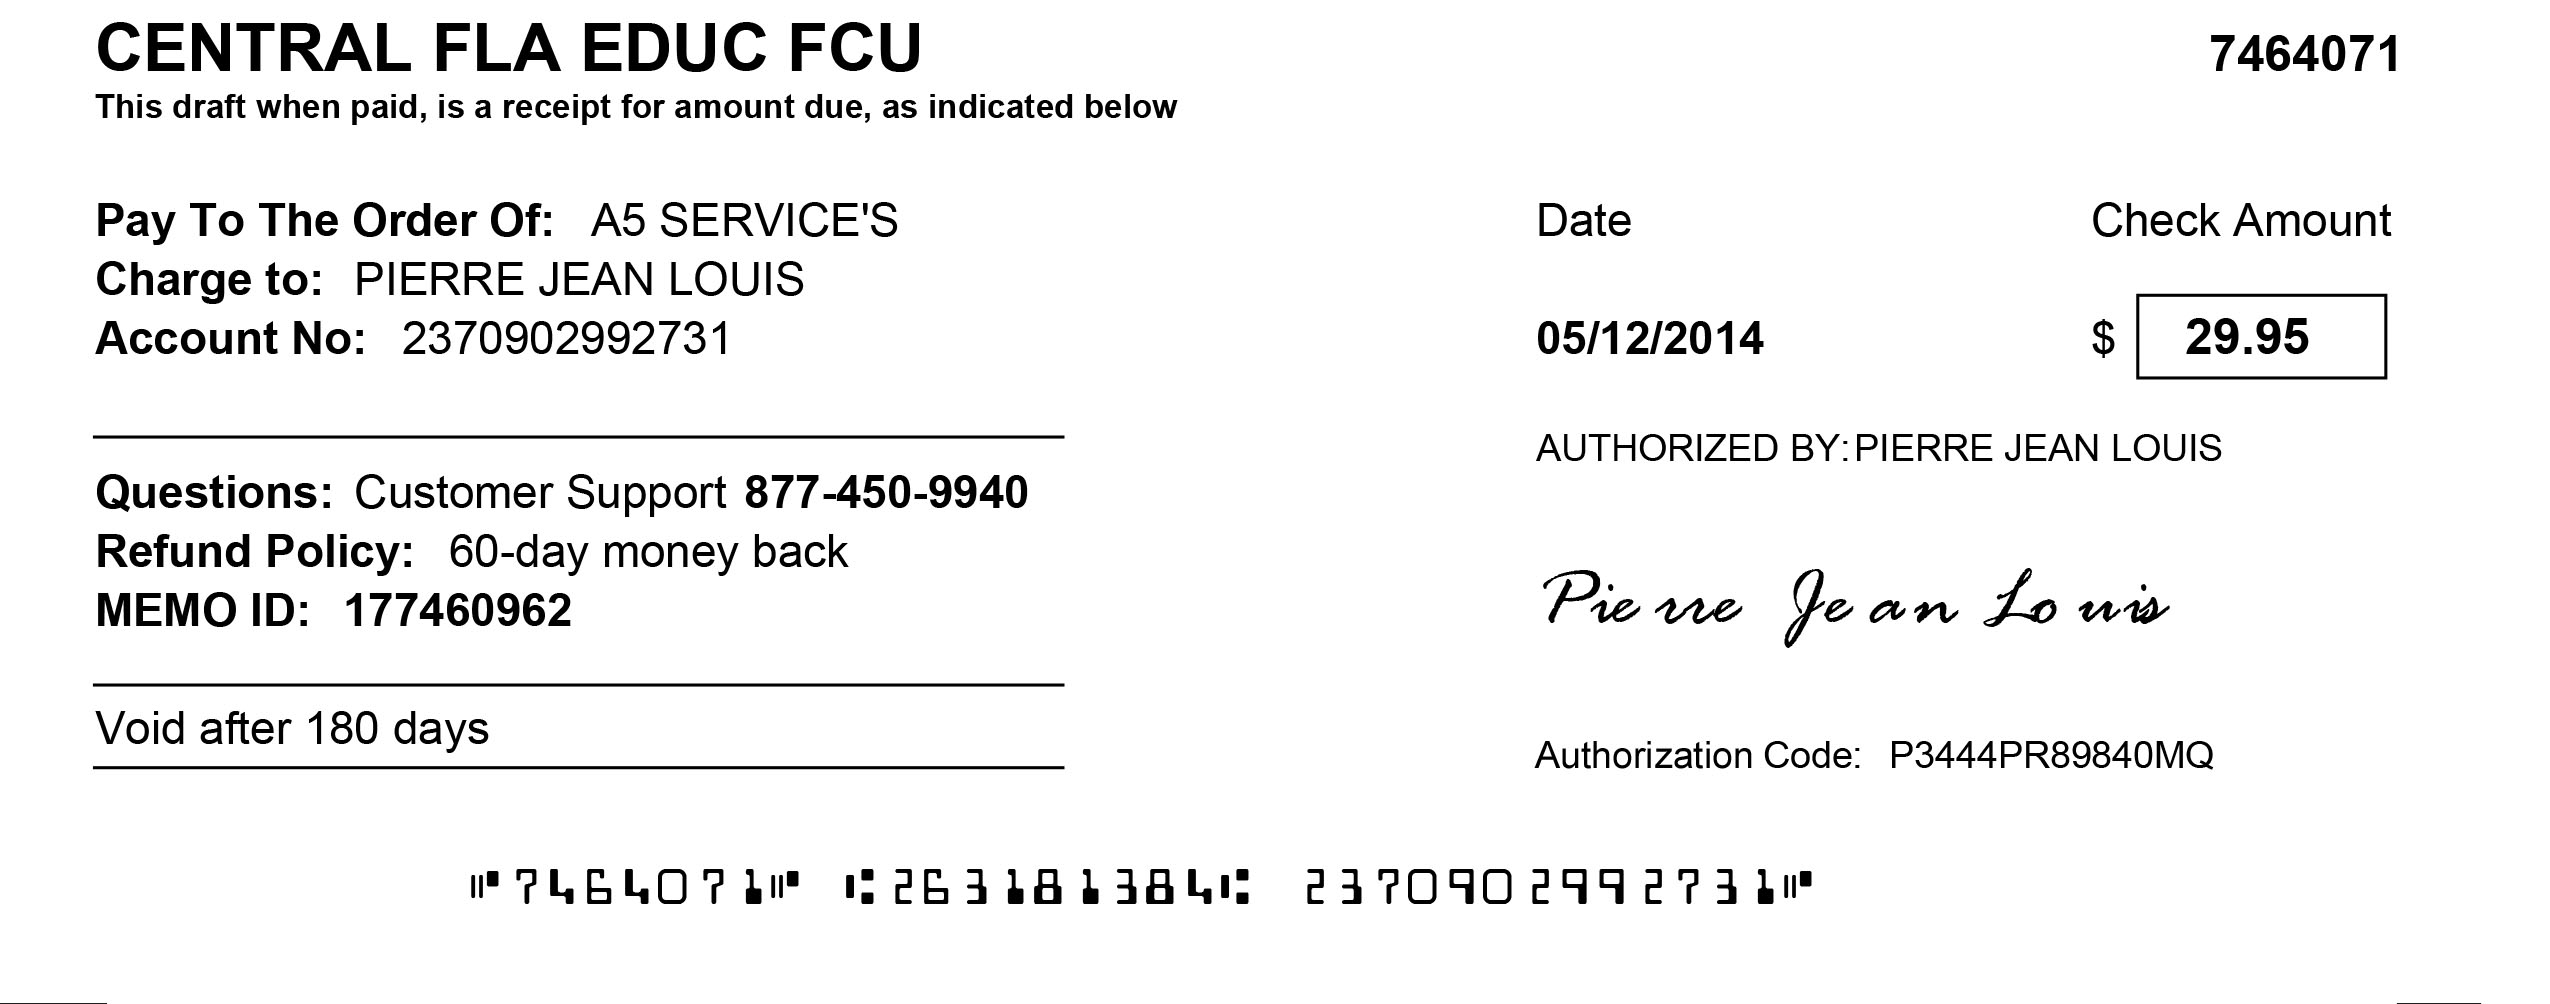 CENTRAL FLA EDUC FCU
7464071
This draft when paid, is a receipt for amount due, as indicated below
Pay To The Order Of: A5 SERVICE'S
Charge to: PIERRE JEAN LOUIS
Account No: 2370902992731
Date
Check Amount
05/12/2014
$ 29.95
AUTHORIZED BY: PIERRE JEAN LOUIS
Questions: Customer Support 877-450-9940
Refund Policy: 60-day money back
MEMO ID: 177460962
Pierre Jean Louis
Void after 180 days
Authorization Code: P3444PR89840MQ
⑈7464071⑈ ⑆263181384⑆ 2370902992731⑈